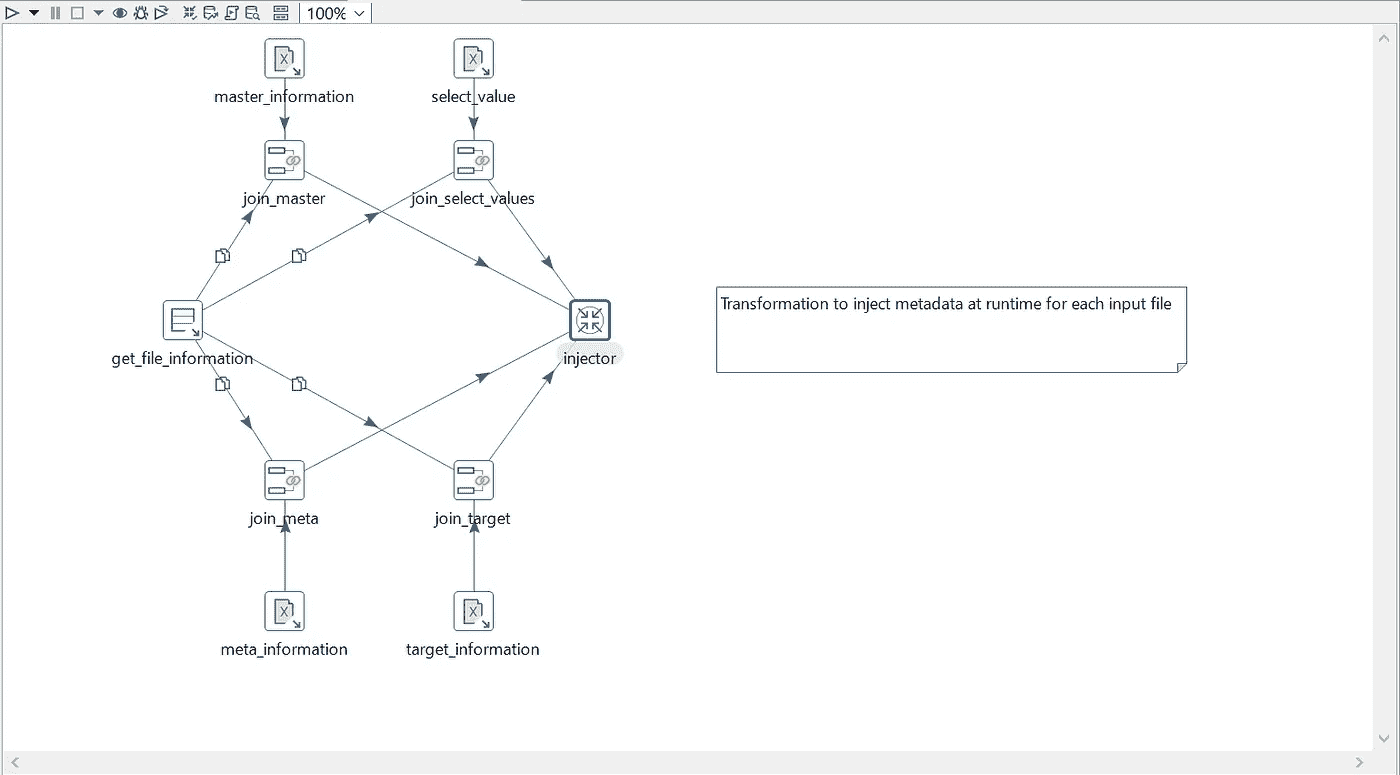 100%
master_information
select_value
join_master
join_select_values
get_file_information
injector
Transformation to inject metadata at runtime for each input file
join_meta
join_target
meta_information
target_information